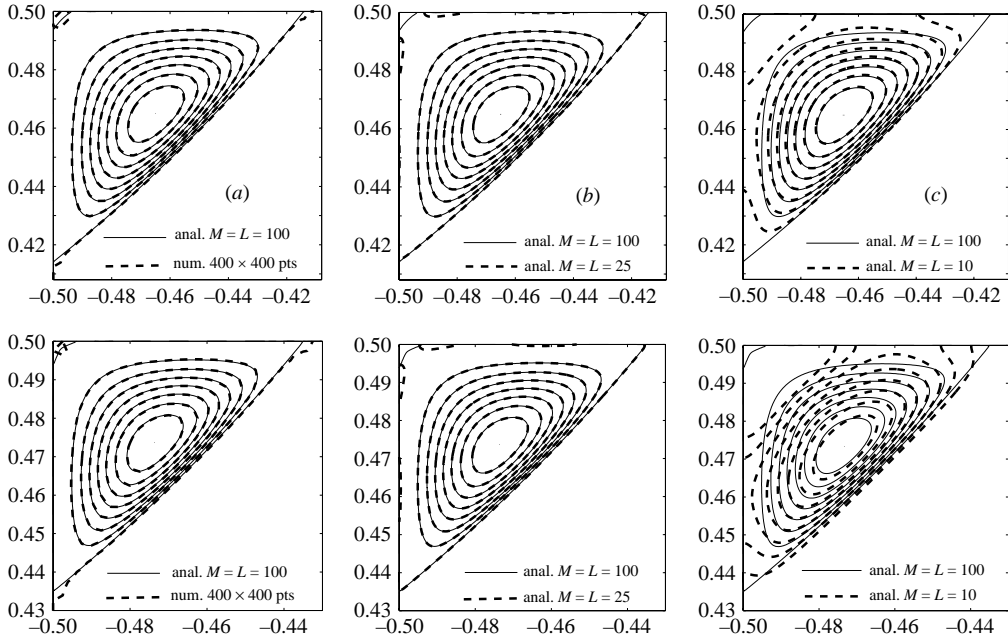 0.50
0.48
0.46
0.44
0.42
(a)
anal. M = L = 100
num. 400 × 400 pts
–0.50 –0.48 –0.46 –0.44 –0.42
0.50
0.48
0.46
0.44
0.42
(b)
anal. M = L = 100
anal. M = L = 25
–0.50 –0.48 –0.46 –0.44 –0.42
0.50
0.48
0.46
0.44
0.42
(c)
anal. M = L = 100
anal. M = L = 10
–0.50 –0.48 –0.46 –0.44 –0.42
0.50
0.49
0.48
0.47
0.46
0.45
0.44
0.43
anal. M = L = 100
num. 400 × 400 pts
–0.50 –0.48 –0.46 –0.44
0.50
0.49
0.48
0.47
0.46
0.45
0.44
0.43
anal. M = L = 100
anal. M = L = 25
–0.50 –0.48 –0.46 –0.44
0.50
0.49
0.48
0.47
0.46
0.45
0.44
0.43
anal. M = L = 100
anal. M = L = 10
–0.50 –0.48 –0.46 –0.44